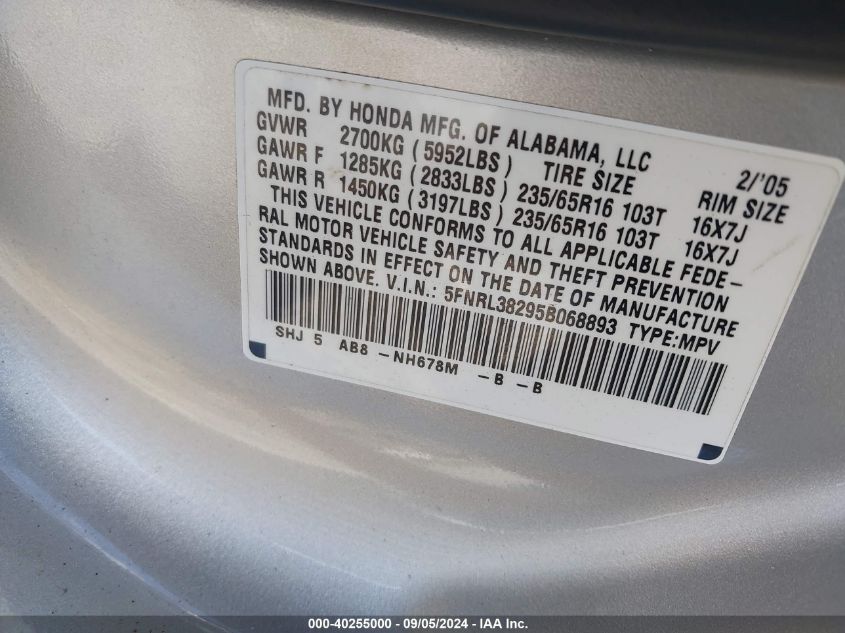 MFD. BY HONDA MFG. OF ALABAMA, LLC 2/'05
GVWR 2700KG (5952LBS) TIRE SIZE RIM SIZE
GAWR F 1285KG (2833LBS) 235/65R16 103T 16X7J
GAWR R 1450KG (3197LBS) 235/65R16 103T 16X7J
THIS VEHICLE CONFORMS TO ALL APPLICABLE FEDE-
RAL MOTOR VEHICLE SAFETY AND THEFT PREVENTION
STANDARDS IN EFFECT ON THE DATE OF MANUFACTURE
SHOWN ABOVE. V.I.N.: 5FNRL38295B068893 TYPE:MPV
SHJ 5 AB8 -NH678M -B -B
000-40255000 - 09/05/2024 - IAA Inc.